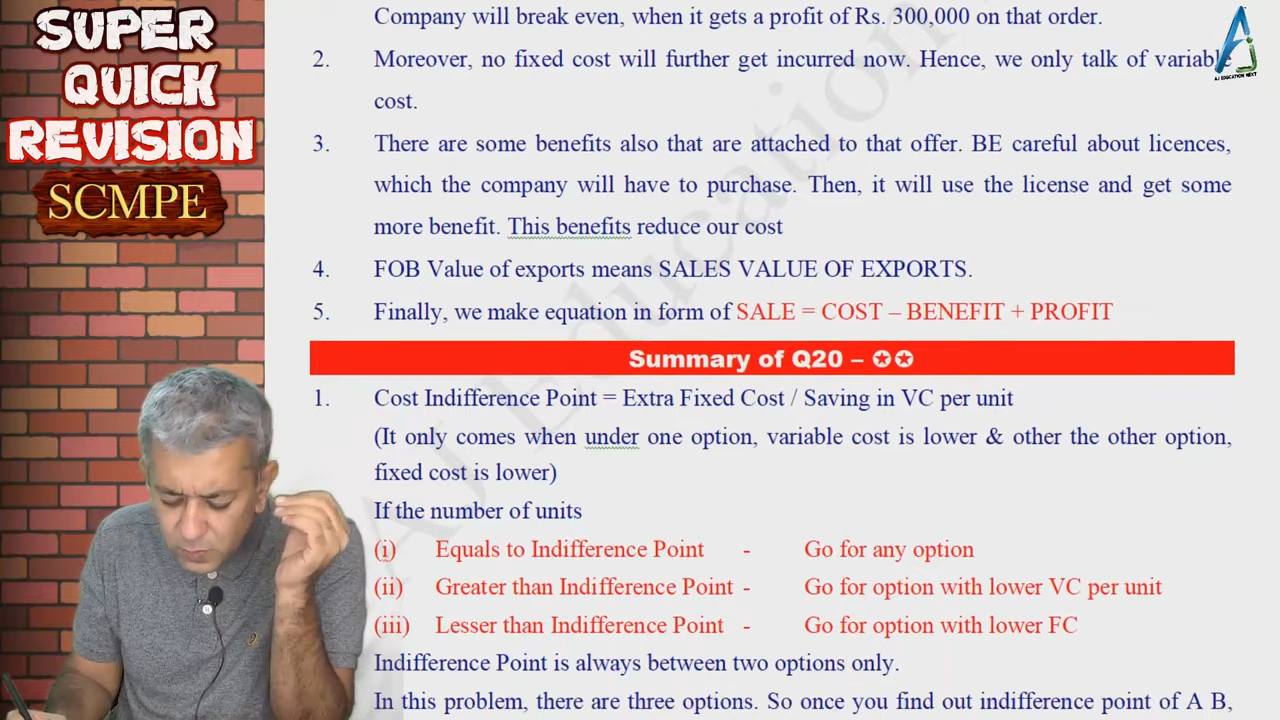 SUPER
QUICK
REVISION
SCMPE
AJ EDUCATION NEXT
Company will break even, when it gets a profit of Rs. 300,000 on that order.
2. Moreover, no fixed cost will further get incurred now. Hence, we only talk of variable
cost.
3. There are some benefits also that are attached to that offer. BE careful about licences,
which the company will have to purchase. Then, it will use the license and get some
more benefit. This benefits reduce our cost
4. FOB Value of exports means SALES VALUE OF EXPORTS.
5. Finally, we make equation in form of SALE = COST – BENEFIT + PROFIT
Summary of Q20 – ✪✪
1. Cost Indifference Point = Extra Fixed Cost / Saving in VC per unit
(It only comes when under one option, variable cost is lower & other the other option,
fixed cost is lower)
If the number of units
(i) Equals to Indifference Point - Go for any option
(ii) Greater than Indifference Point - Go for option with lower VC per unit
(iii) Lesser than Indifference Point - Go for option with lower FC
Indifference Point is always between two options only.
In this problem, there are three options. So once you find out indifference point of A B,
AJ Education